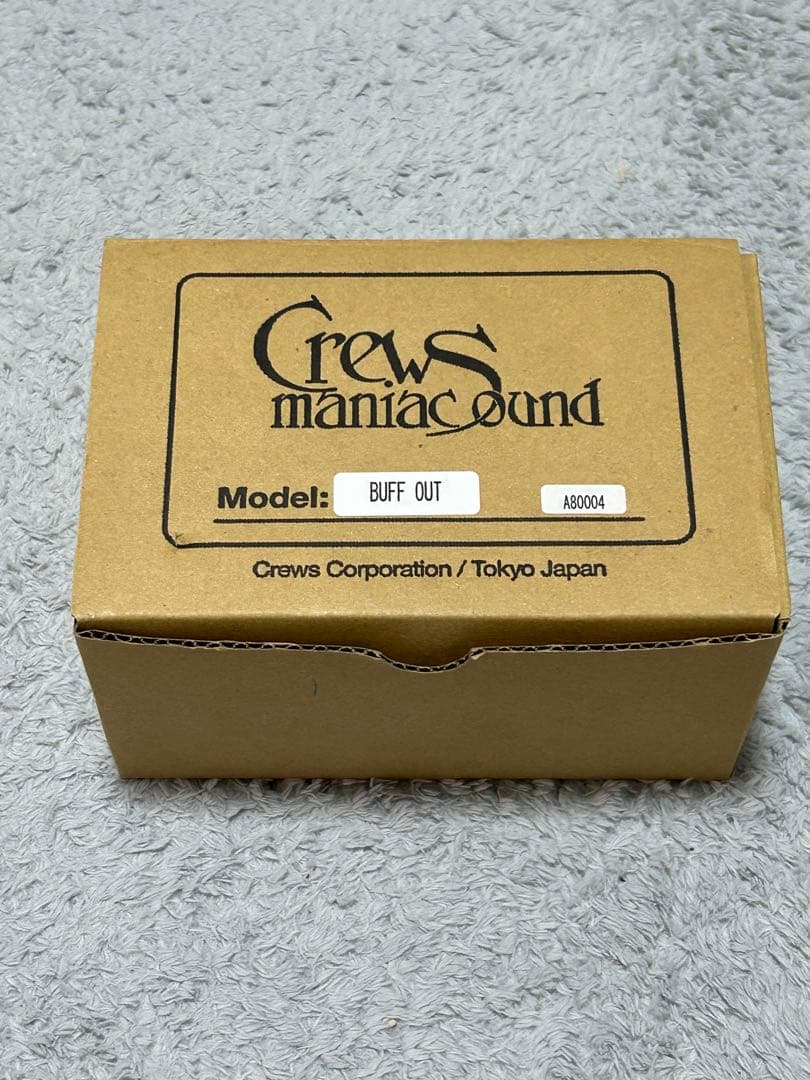 Crews
maniac Sound
Model: BUFF OUT A80004
Crews Corporation / Tokyo Japan